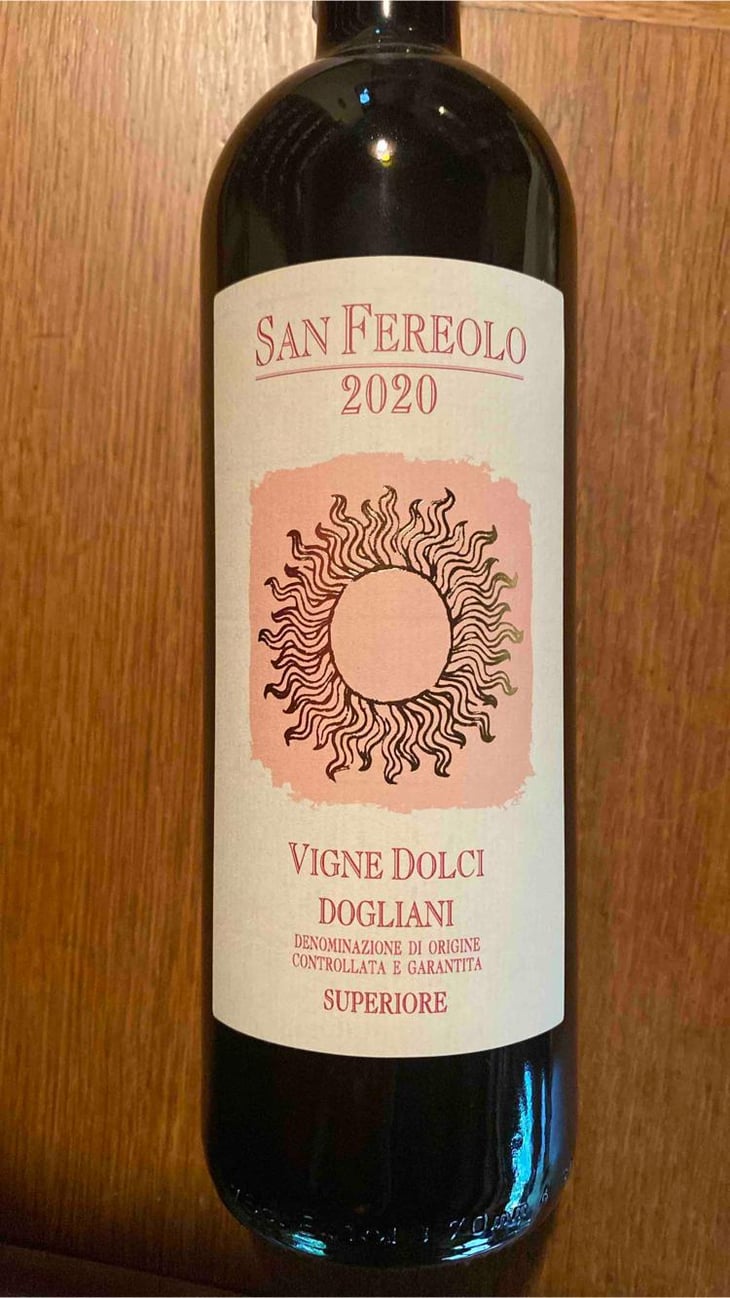 SAN FEREOLO
2020
VIGNE DOLCI
DOGLIANI
DENOMINAZIONE DI ORIGINE
CONTROLLATA E GARANTITA
SUPERIORE